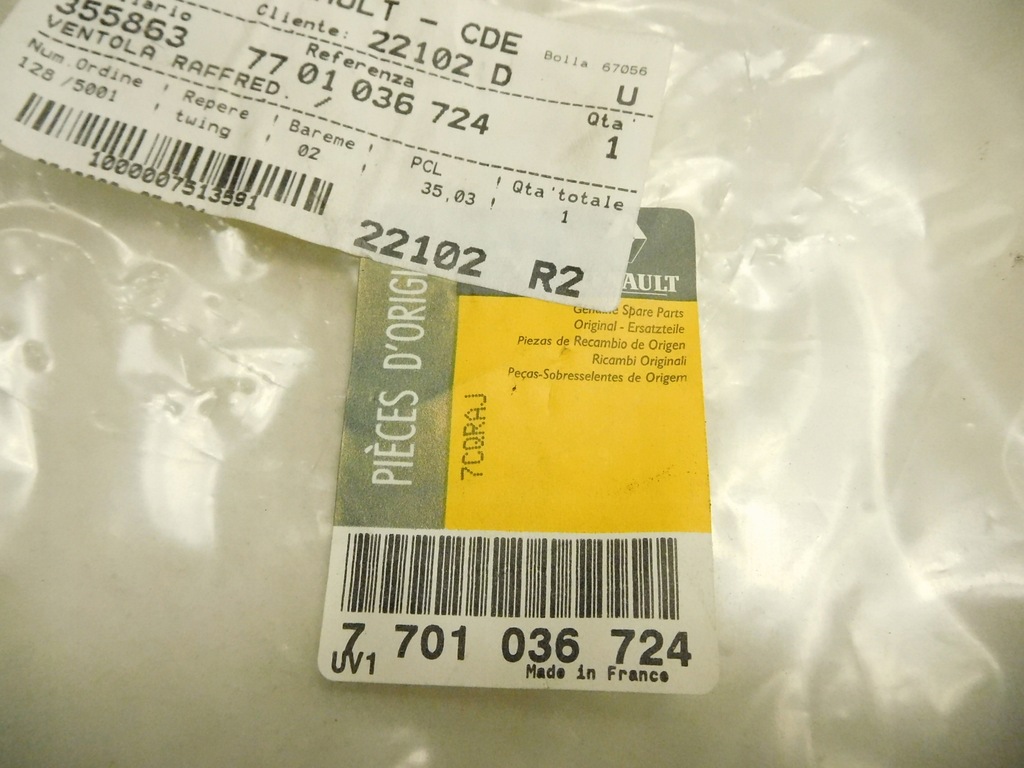 CDE
Cliente: 22102 D
Bolla 67056
355863
Referenza
U
77 01 036 724
Qta'
VENTOLA RAFFRED. /
1
Num.Ordine ! Repere ! Bareme ! PCL ! Qta'totale
128 /5001 twing 02 35,03 ! 1
1000007513591
22102 R2
AULT
Genuine Spare Parts
Original - Ersatzteile
Piezas de Recambio de Origen
Ricambi Originali
Peças-Sobresselentes de Origem
PIÈCES D'ORIGI
7CQRAJ
7 701 036 724
UV1
Made in France